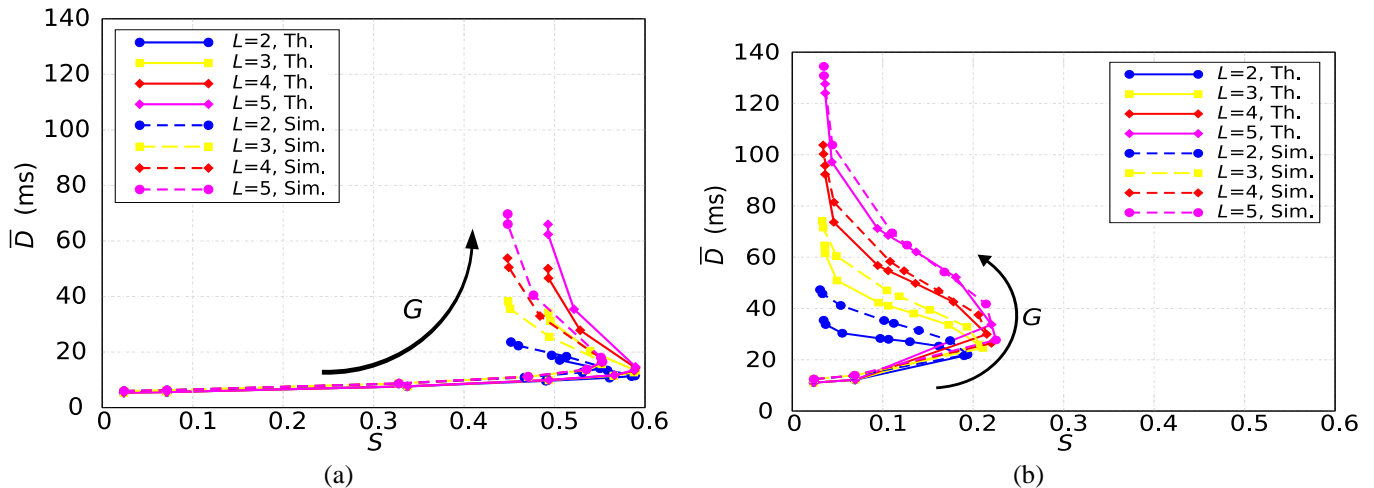 140
120
100
80
60
40
20
0
D (ms)
L=2, Th.
L=3, Th.
L=4, Th.
L=5, Th.
L=2, Sim.
L=3, Sim.
L=4, Sim.
L=5, Sim.
G
0 0.1 0.2 0.3 0.4 0.5 0.6
S
(a)
140
120
100
80
60
40
20
0
D (ms)
L=2, Th.
L=3, Th.
L=4, Th.
L=5, Th.
L=2, Sim.
L=3, Sim.
L=4, Sim.
L=5, Sim.
G
0 0.1 0.2 0.3 0.4 0.5 0.6
S
(b)